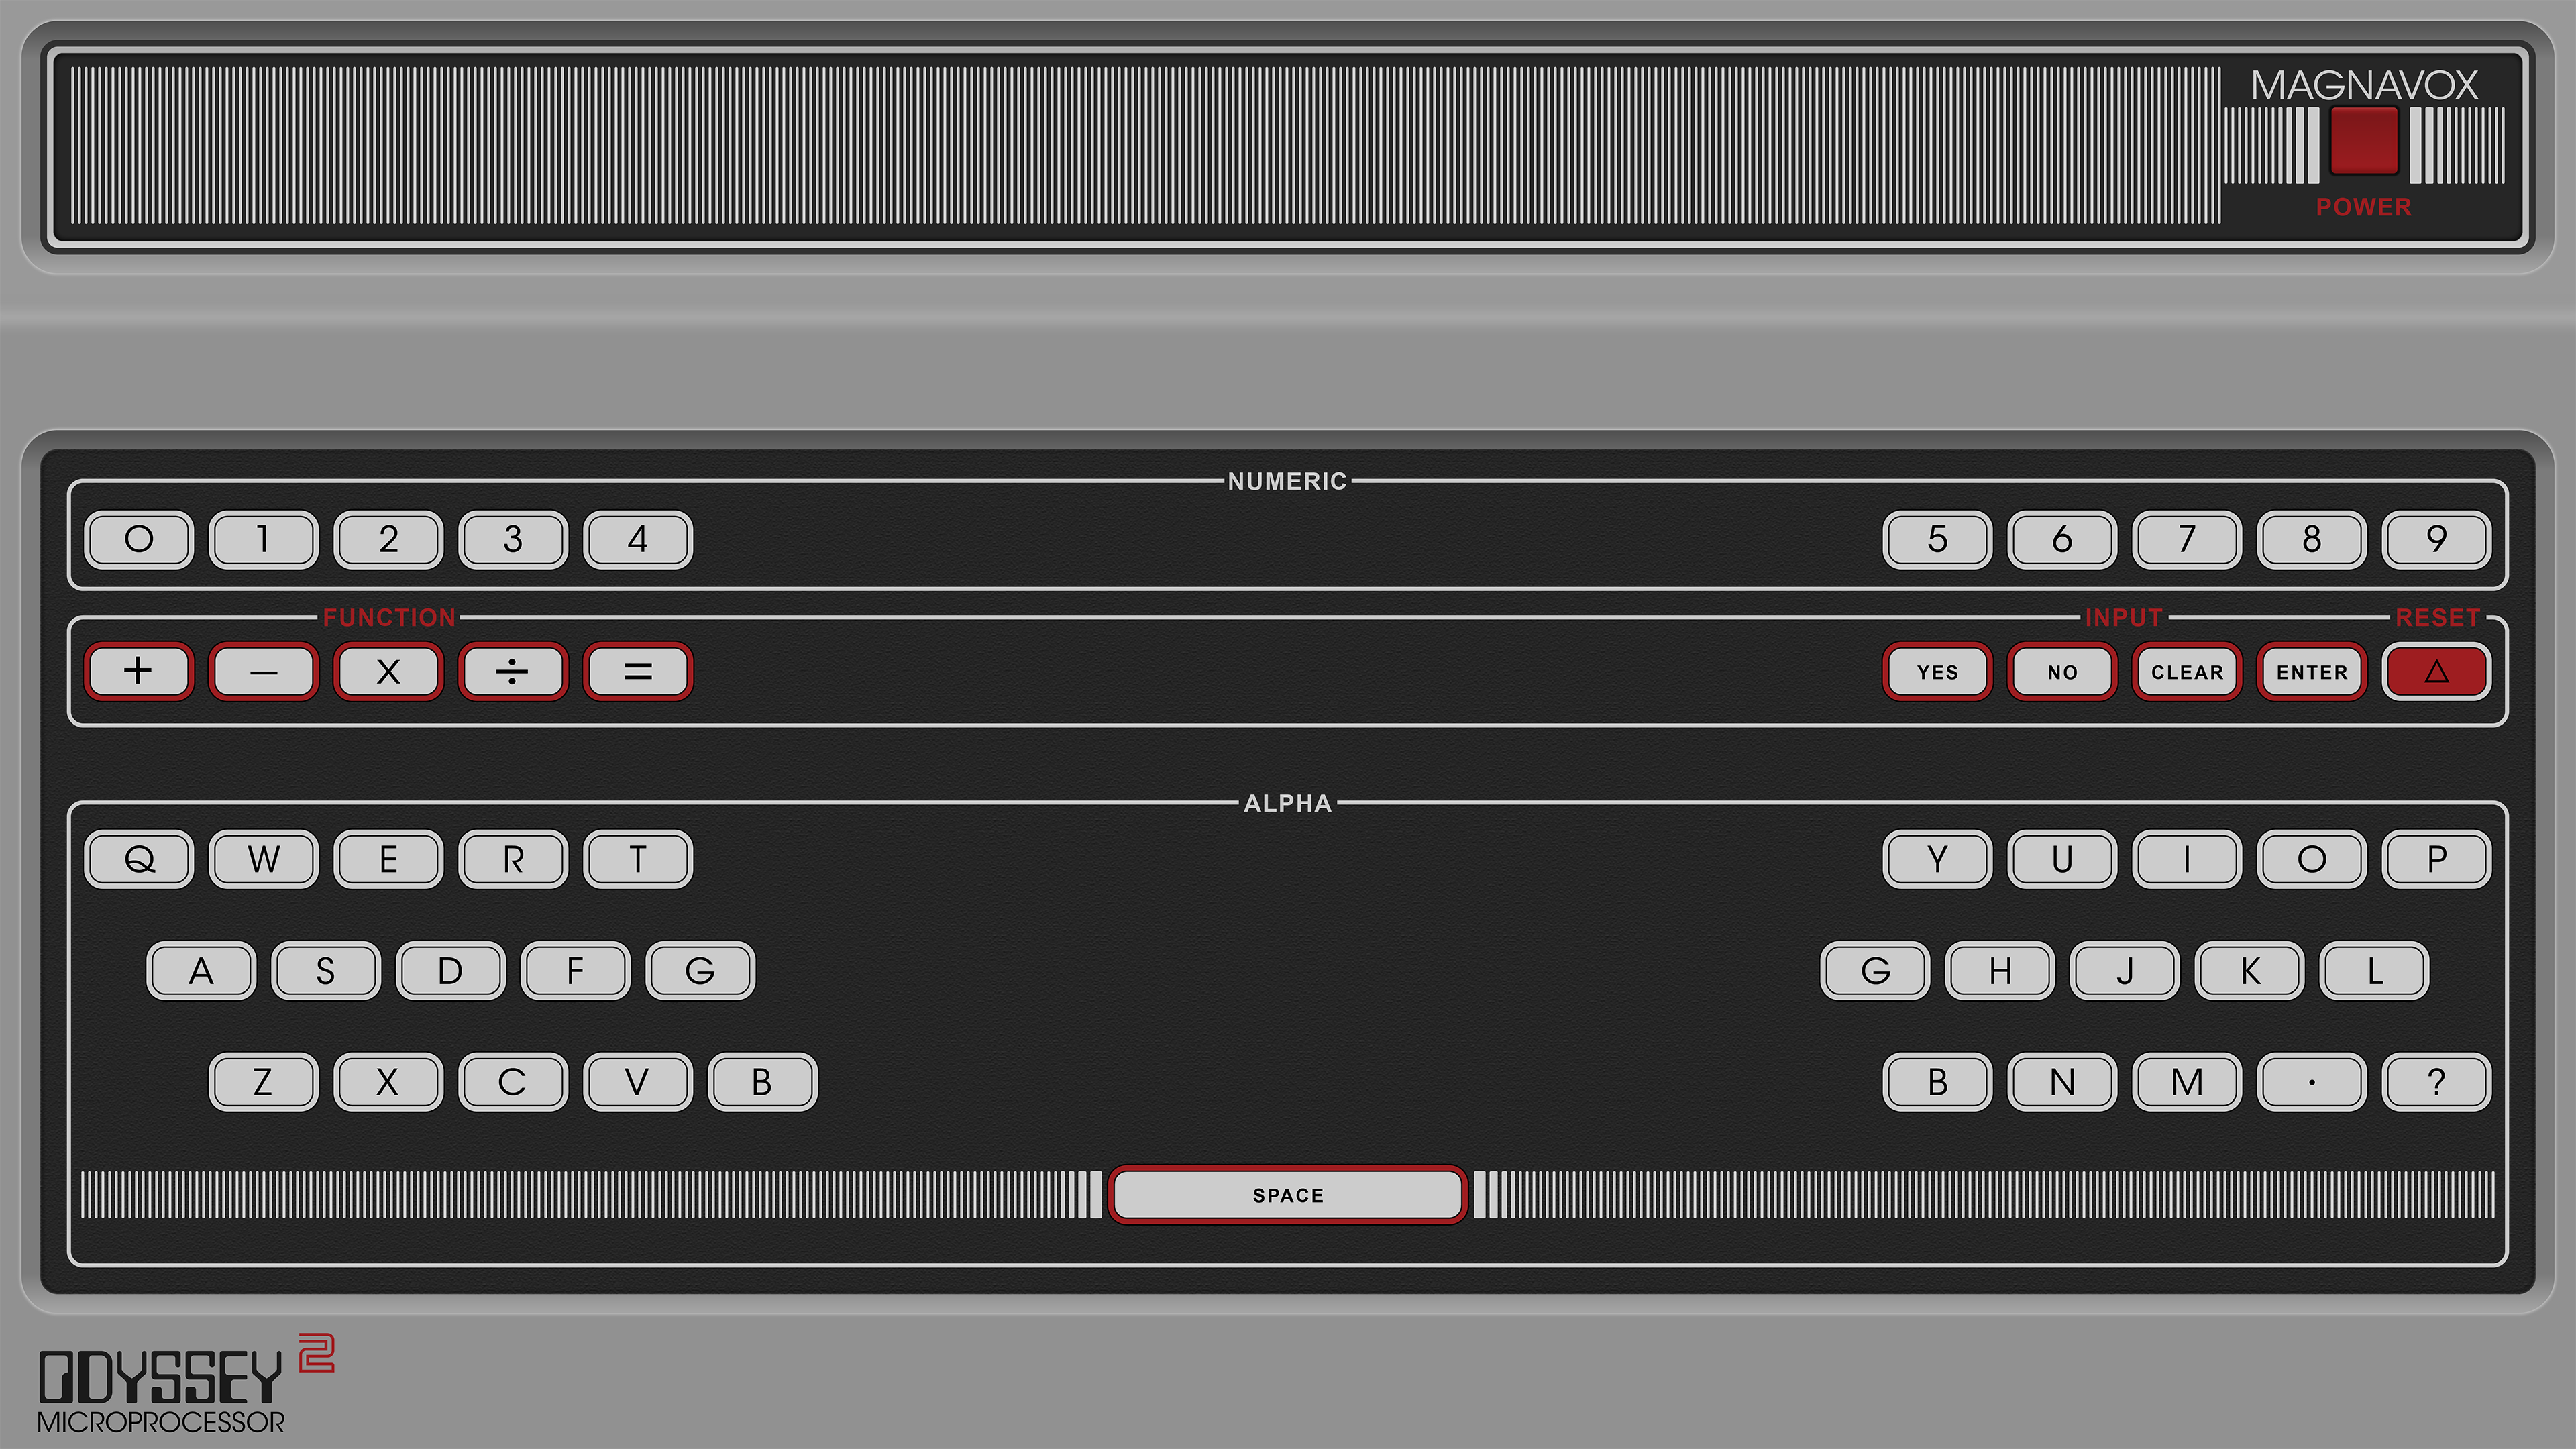 MAGNAVOX
POWER
NUMERIC
0 1 2 3 4 5 6 7 8 9
FUNCTION INPUT RESET
+ − X ÷ = YES NO CLEAR ENTER △
ALPHA
Q W E R T Y U I O P
A S D F G G H J K L
Z X C V B B N M . ?
SPACE
ODYSSEY 2
MICROPROCESSOR